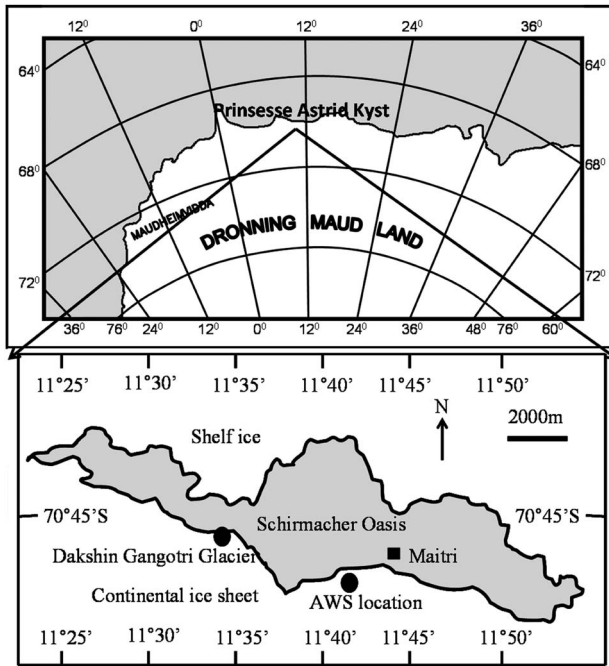 12⁰ 0⁰ 12⁰ 24⁰ 36⁰
64⁰ 64⁰
Prinsesse Astrid Kyst
68⁰ 68⁰
MAUDHEIMVIDDA
DRONNING MAUD LAND
72⁰ 72⁰
36⁰ 76⁰ 24⁰ 12⁰ 0⁰ 12⁰ 24⁰ 36⁰ 48⁰ 76⁰ 60⁰
11°25' 11°30' 11°35' 11°40' 11°45' 11°50'
N
2000m
Shelf ice
70°45'S 70°45'S
Schirmacher Oasis
Dakshin Gangotri Glacier
Maitri
Continental ice sheet
AWS location
11°25' 11°30' 11°35' 11°40' 11°45' 11°50'